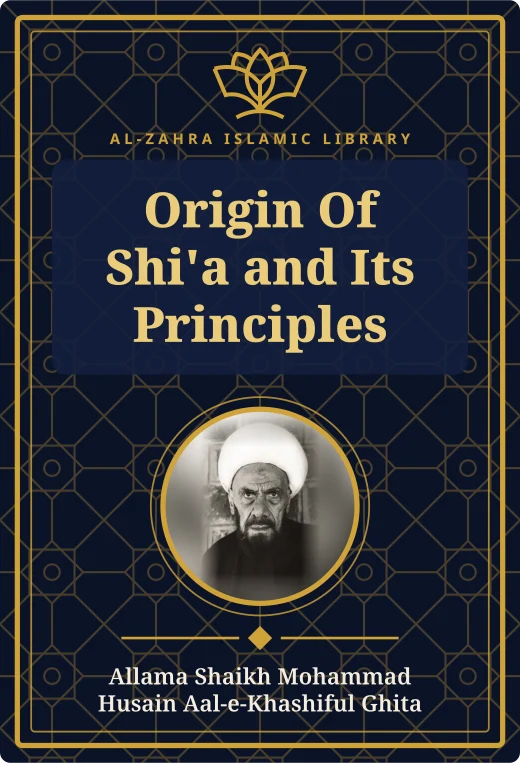 AL-ZAHRA ISLAMIC LIBRARY
Origin Of
Shi'a and Its
Principles
Allama Shaikh Mohammad
Husain Aal-e-Khashiful Ghita